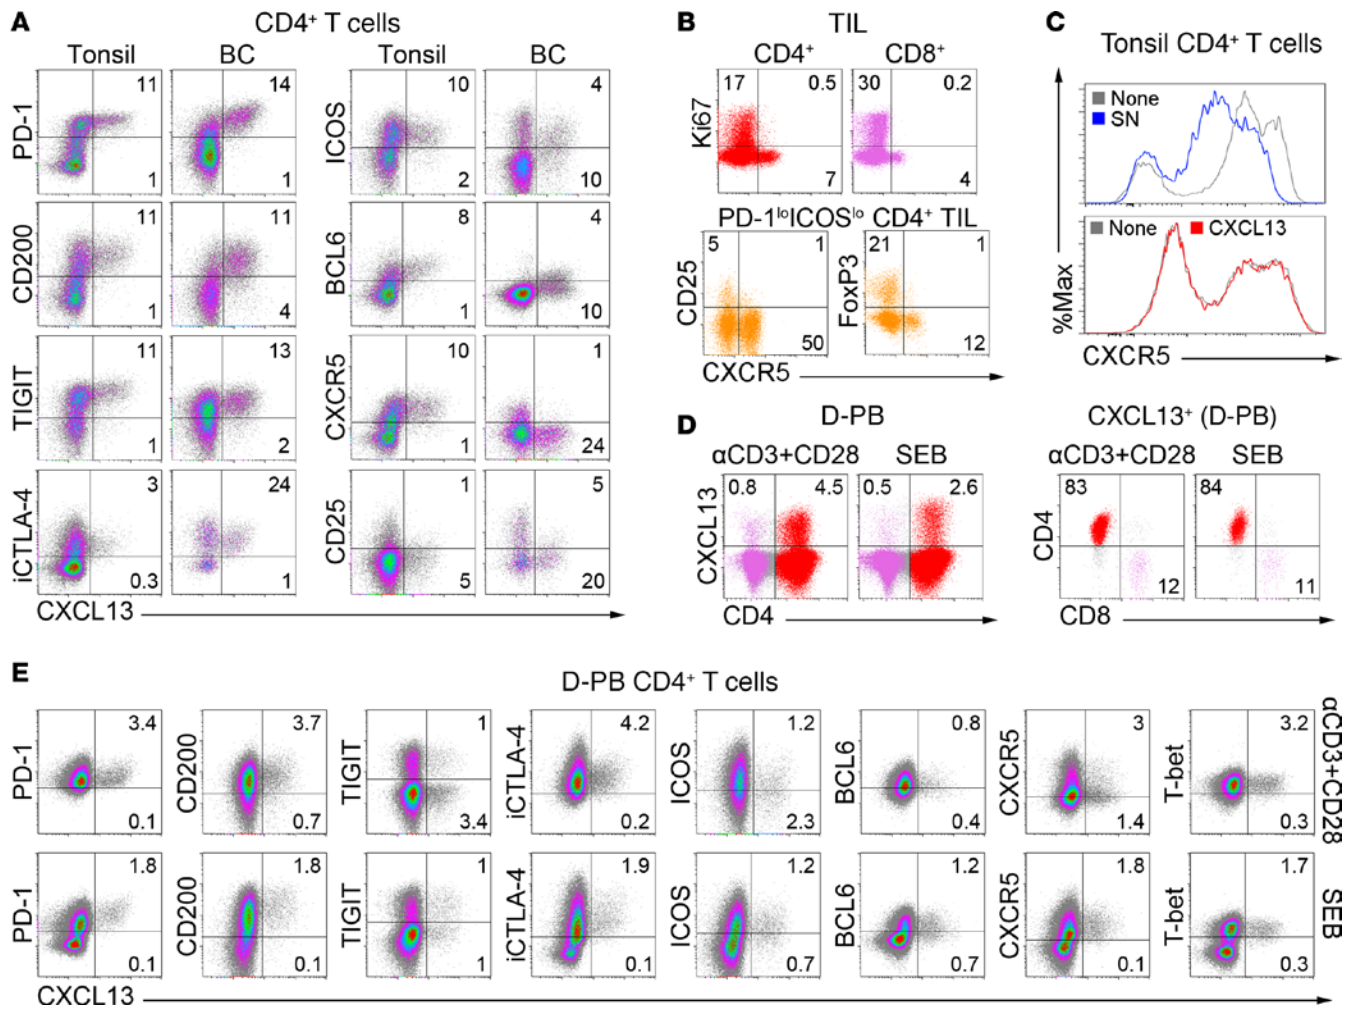 A
CD4⁺ T cells
Tonsil BC Tonsil BC
PD-1 11 1 14 1
ICOS 10 2 4 10
CD200 11 1 11 4
BCL6 8 1 4 10
TIGIT 11 1 13 2
CXCR5 10 1 1 24
iCTLA-4 3 0.3 24 1
CD25 1 5 5 20
CXCL13
B
TIL
CD4⁺ CD8⁺
Ki67 17 0.5 7 30 0.2 4
PD-1ˡᵒICOSˡᵒ CD4⁺ TIL
CD25 5 1 50
FoxP3 21 1 12
CXCR5
C
Tonsil CD4⁺ T cells
None
SN
None CXCL13
%Max
CXCR5
D
D-PB
αCD3+CD28 SEB
CXCL13 0.8 4.5 0.5 2.6
CD4
CXCL13⁺ (D-PB)
αCD3+CD28 SEB
CD4 83 12 84 11
CD8
E
D-PB CD4⁺ T cells
PD-1 3.4 0.1
CD200 3.7 0.7
TIGIT 1 3.4
iCTLA-4 4.2 0.2
ICOS 1.2 2.3
BCL6 0.8 0.4
CXCR5 3 1.4
T-bet 3.2 0.3
αCD3+CD28
PD-1 1.8 0.1
CD200 1.8 0.1
TIGIT 1 1
iCTLA-4 1.9 0.1
ICOS 1.2 0.7
BCL6 1.2 0.7
CXCR5 1.8 0.1
T-bet 1.7 0.3
SEB
CXCL13